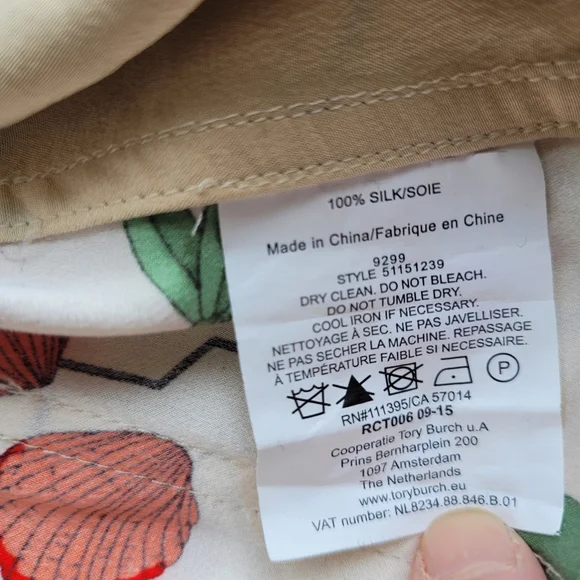 100% SILK/SOIE
Made in China/Fabrique en Chine
9299
STYLE 51151239
DRY CLEAN. DO NOT BLEACH.
DO NOT TUMBLE DRY.
COOL IRON IF NECESSARY.
NETTOYAGE À SEC. NE PAS JAVELLISER.
NE PAS SECHER LA MACHINE. REPASSAGE
À TEMPÉRATURE FAIBLE SI NECESSAIRE.
P
RN#111395/CA 57014
RCT006 09-15
Cooperatie Tory Burch u.A
Prins Bernharplein 200
1097 Amsterdam
The Netherlands
www.toryburch.eu
VAT number: NL8234.88.846.B.01